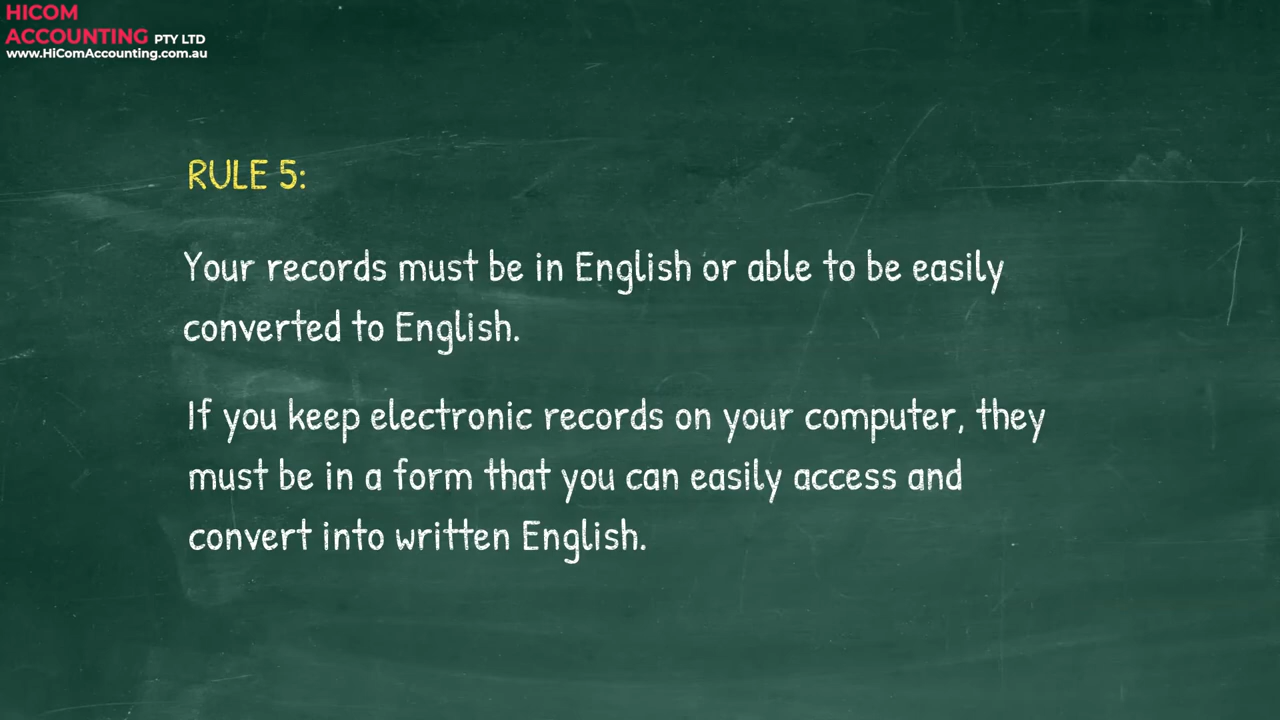 HICOM
ACCOUNTING PTY LTD
www.HiComAccounting.com.au
RULE 5:
Your records must be in English or able to be easily
converted to English.
If you keep electronic records on your computer, they
must be in a form that you can easily access and
convert into written English.